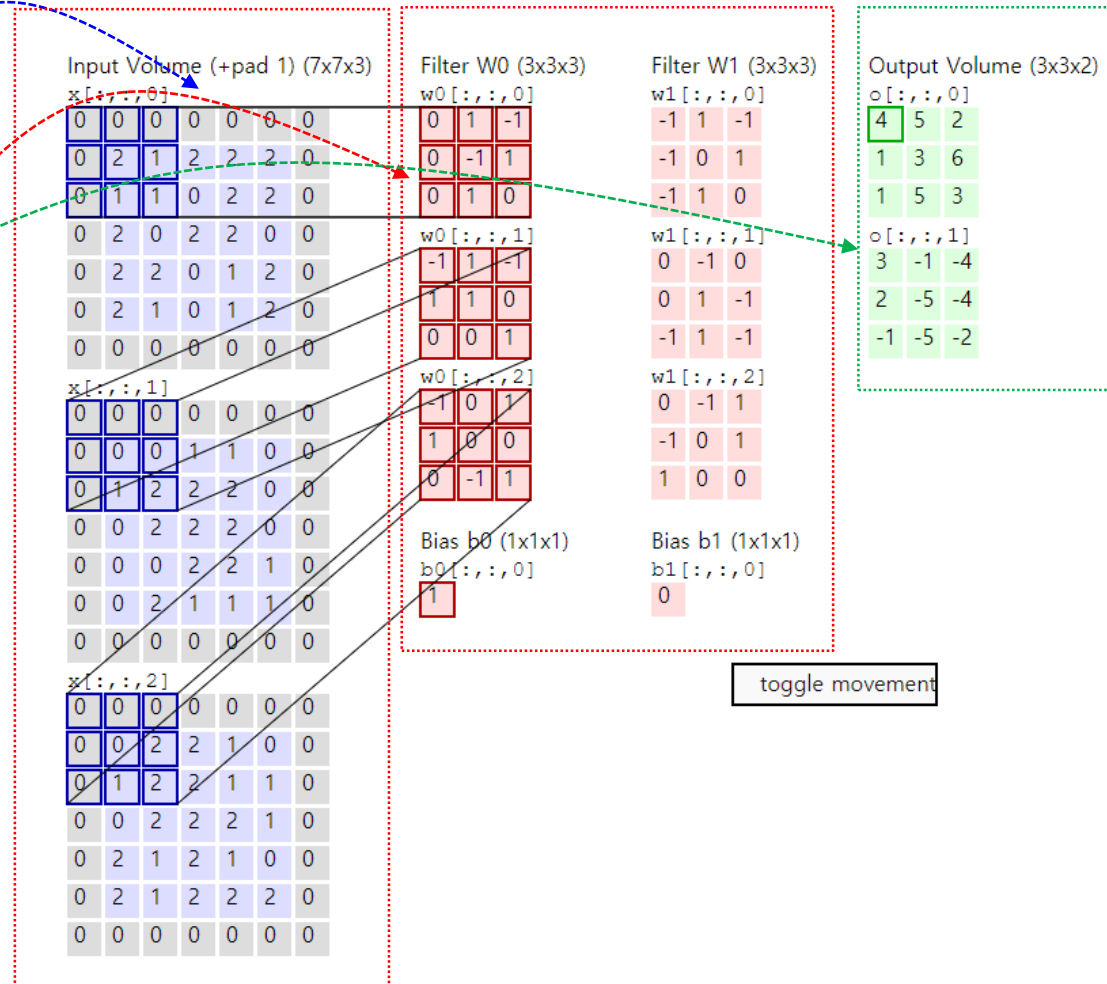 Input Volume (+pad 1) (7x7x3)
x[:,:,0]
0 0 0 0 0 0 0
0 2 1 2 2 2 0
0 1 1 0 2 2 0
0 2 0 2 2 0 0
0 2 2 0 1 2 0
0 2 1 0 1 2 0
0 0 0 0 0 0 0
x[:,:,1]
0 0 0 0 0 0 0
0 0 0 1 1 0 0
0 1 2 2 2 0 0
0 0 2 2 2 0 0
0 0 0 2 2 1 0
0 0 2 1 1 1 0
0 0 0 0 0 0 0
x[:,:,2]
0 0 0 0 0 0 0
0 0 2 2 1 0 0
0 1 2 2 1 1 0
0 0 2 2 2 1 0
0 2 1 2 1 0 0
0 2 1 2 2 2 0
0 0 0 0 0 0 0
Filter W0 (3x3x3)
w0[:,:,0]
0 1 -1
0 -1 1
0 1 0
w0[:,:,1]
-1 1 -1
1 1 0
0 0 1
w0[:,:,2]
-1 0 1
1 0 0
0 -1 1
Bias b0 (1x1x1)
b0[:,:,0]
1
Filter W1 (3x3x3)
w1[:,:,0]
-1 1 -1
-1 0 1
-1 1 0
w1[:,:,1]
0 -1 0
0 1 -1
-1 1 -1
w1[:,:,2]
0 -1 1
-1 0 1
1 0 0
Bias b1 (1x1x1)
b1[:,:,0]
0
Output Volume (3x3x2)
o[:,:,0]
4 5 2
1 3 6
1 5 3
o[:,:,1]
3 -1 -4
2 -5 -4
-1 -5 -2
toggle movement